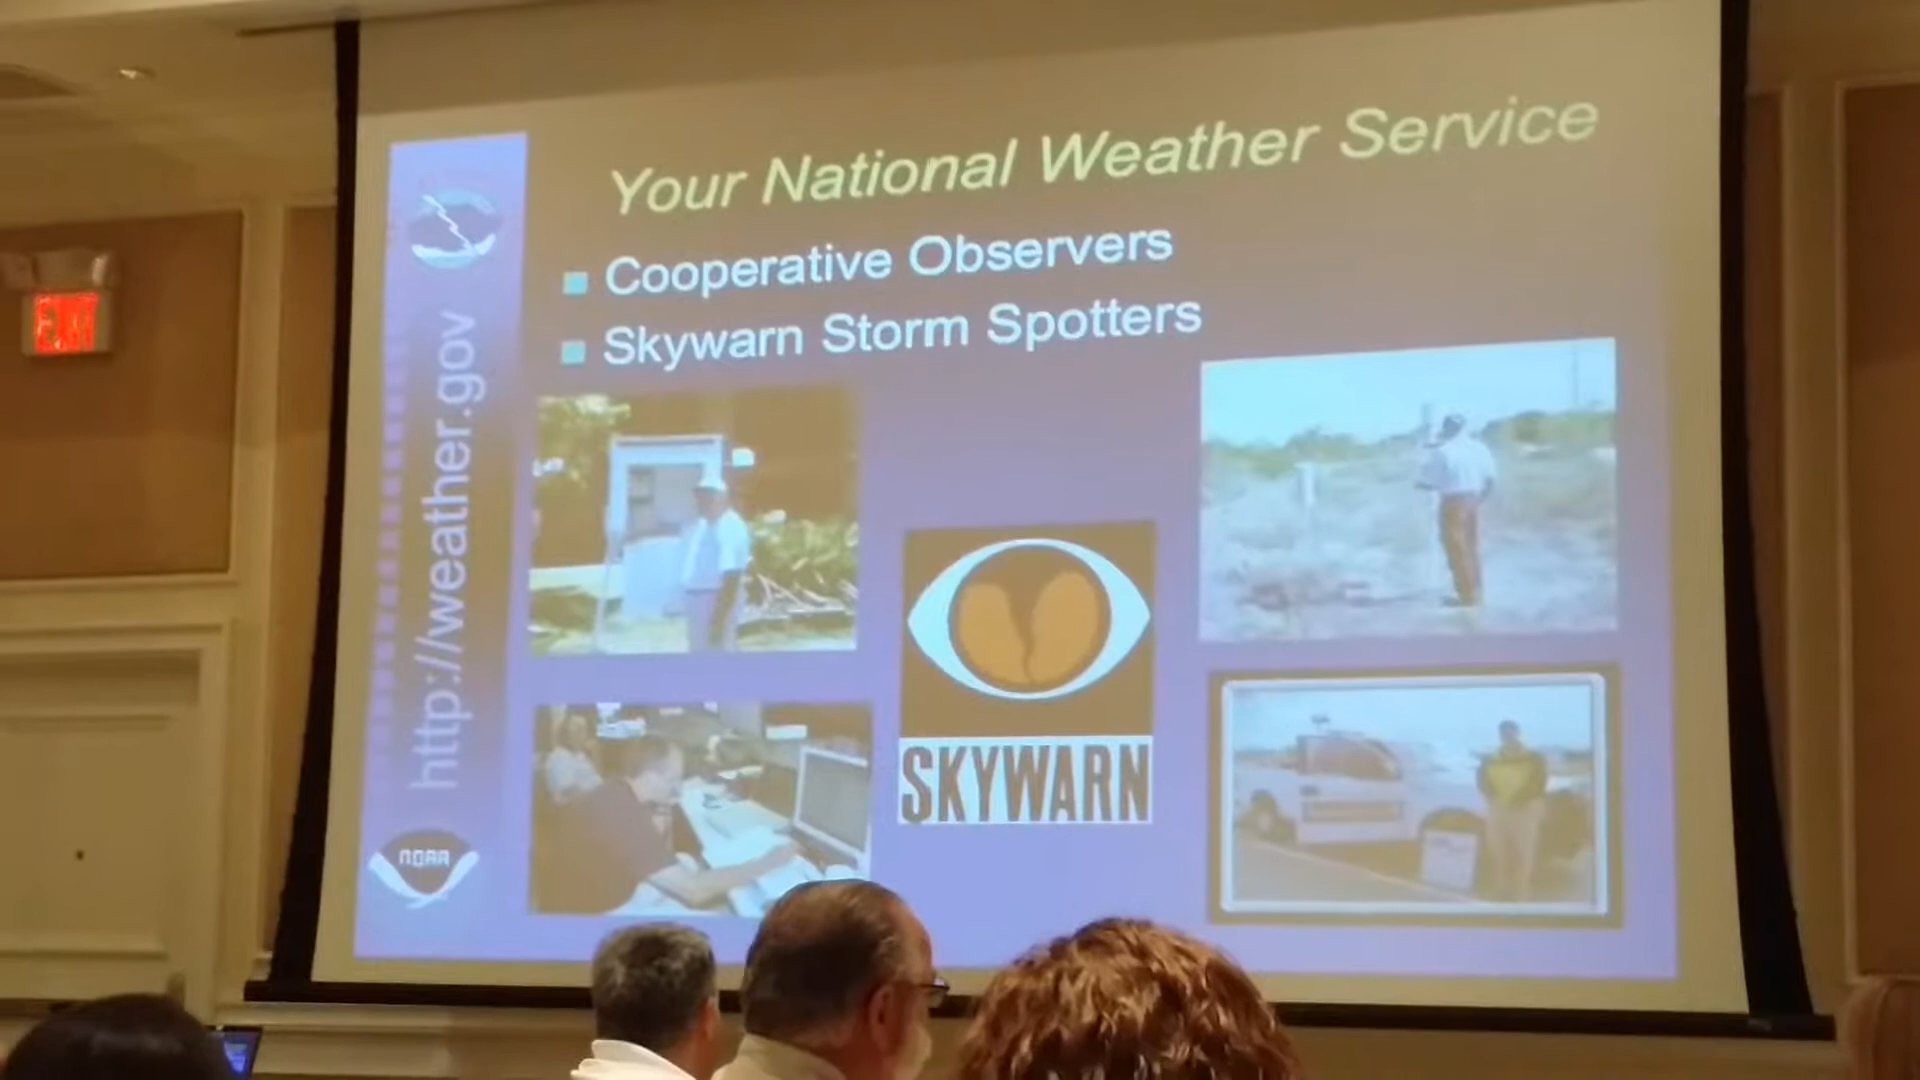 Your National Weather Service
Cooperative Observers
Skywarn Storm Spotters
http://weather.gov
NOAA
SKYWARN
EXIT